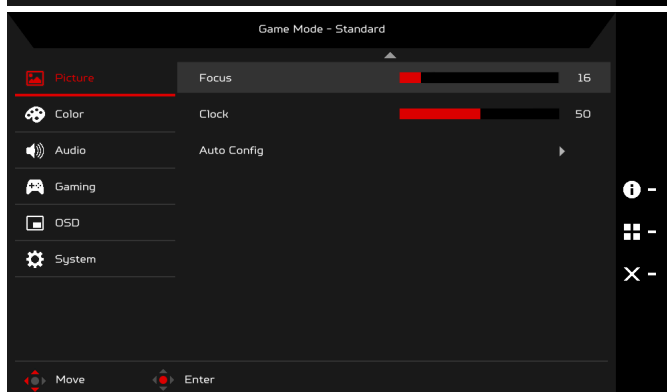 Game Mode - Standard
Picture
Focus 16
Color
Clock 50
Audio
Auto Config
Gaming
OSD
System
Move Enter